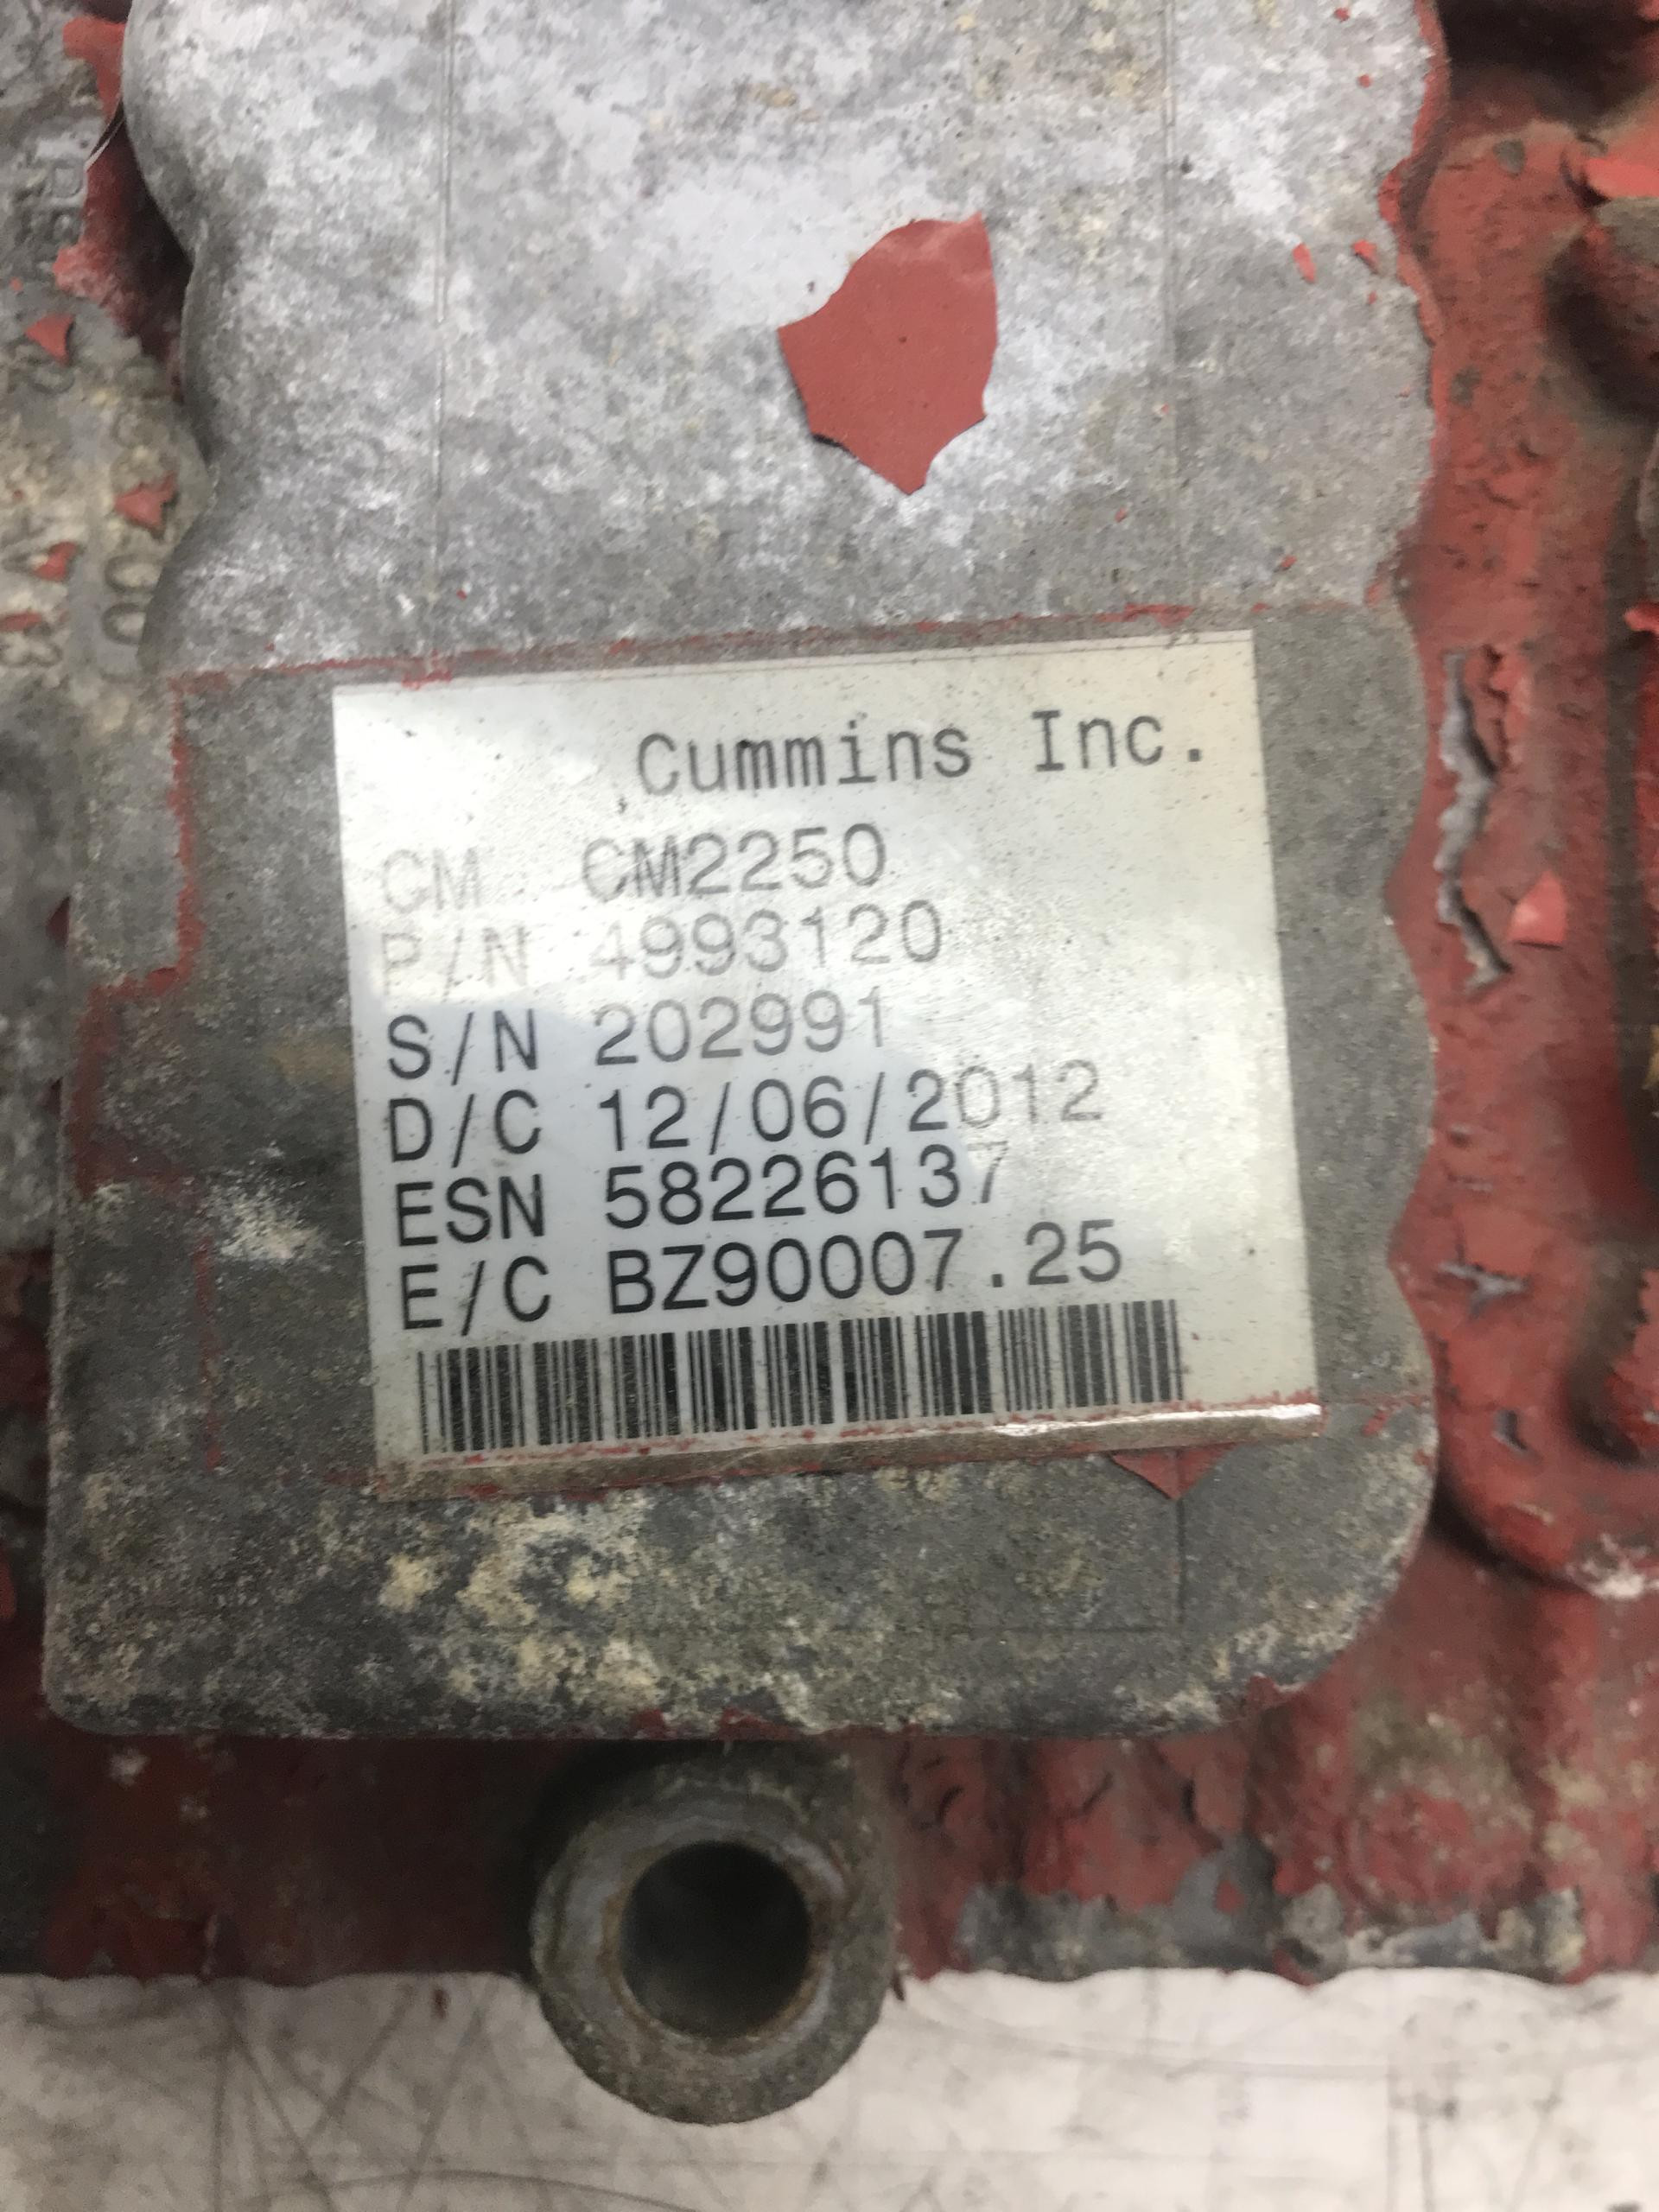 Cummins Inc.
CM CM2250
P/N 4993120
S/N 202991
D/C 12/06/2012
ESN 58226137
E/C BZ90007.25